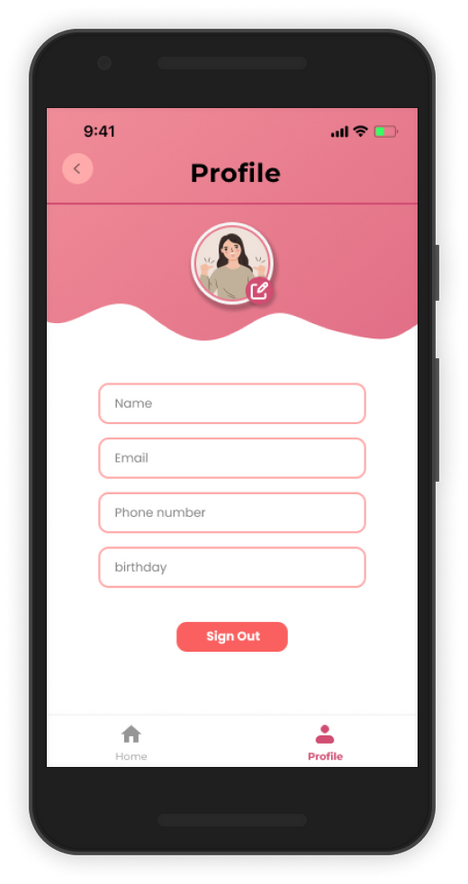 9:41
Profile
Name
Email
Phone number
birthday
Sign Out
Home
Profile